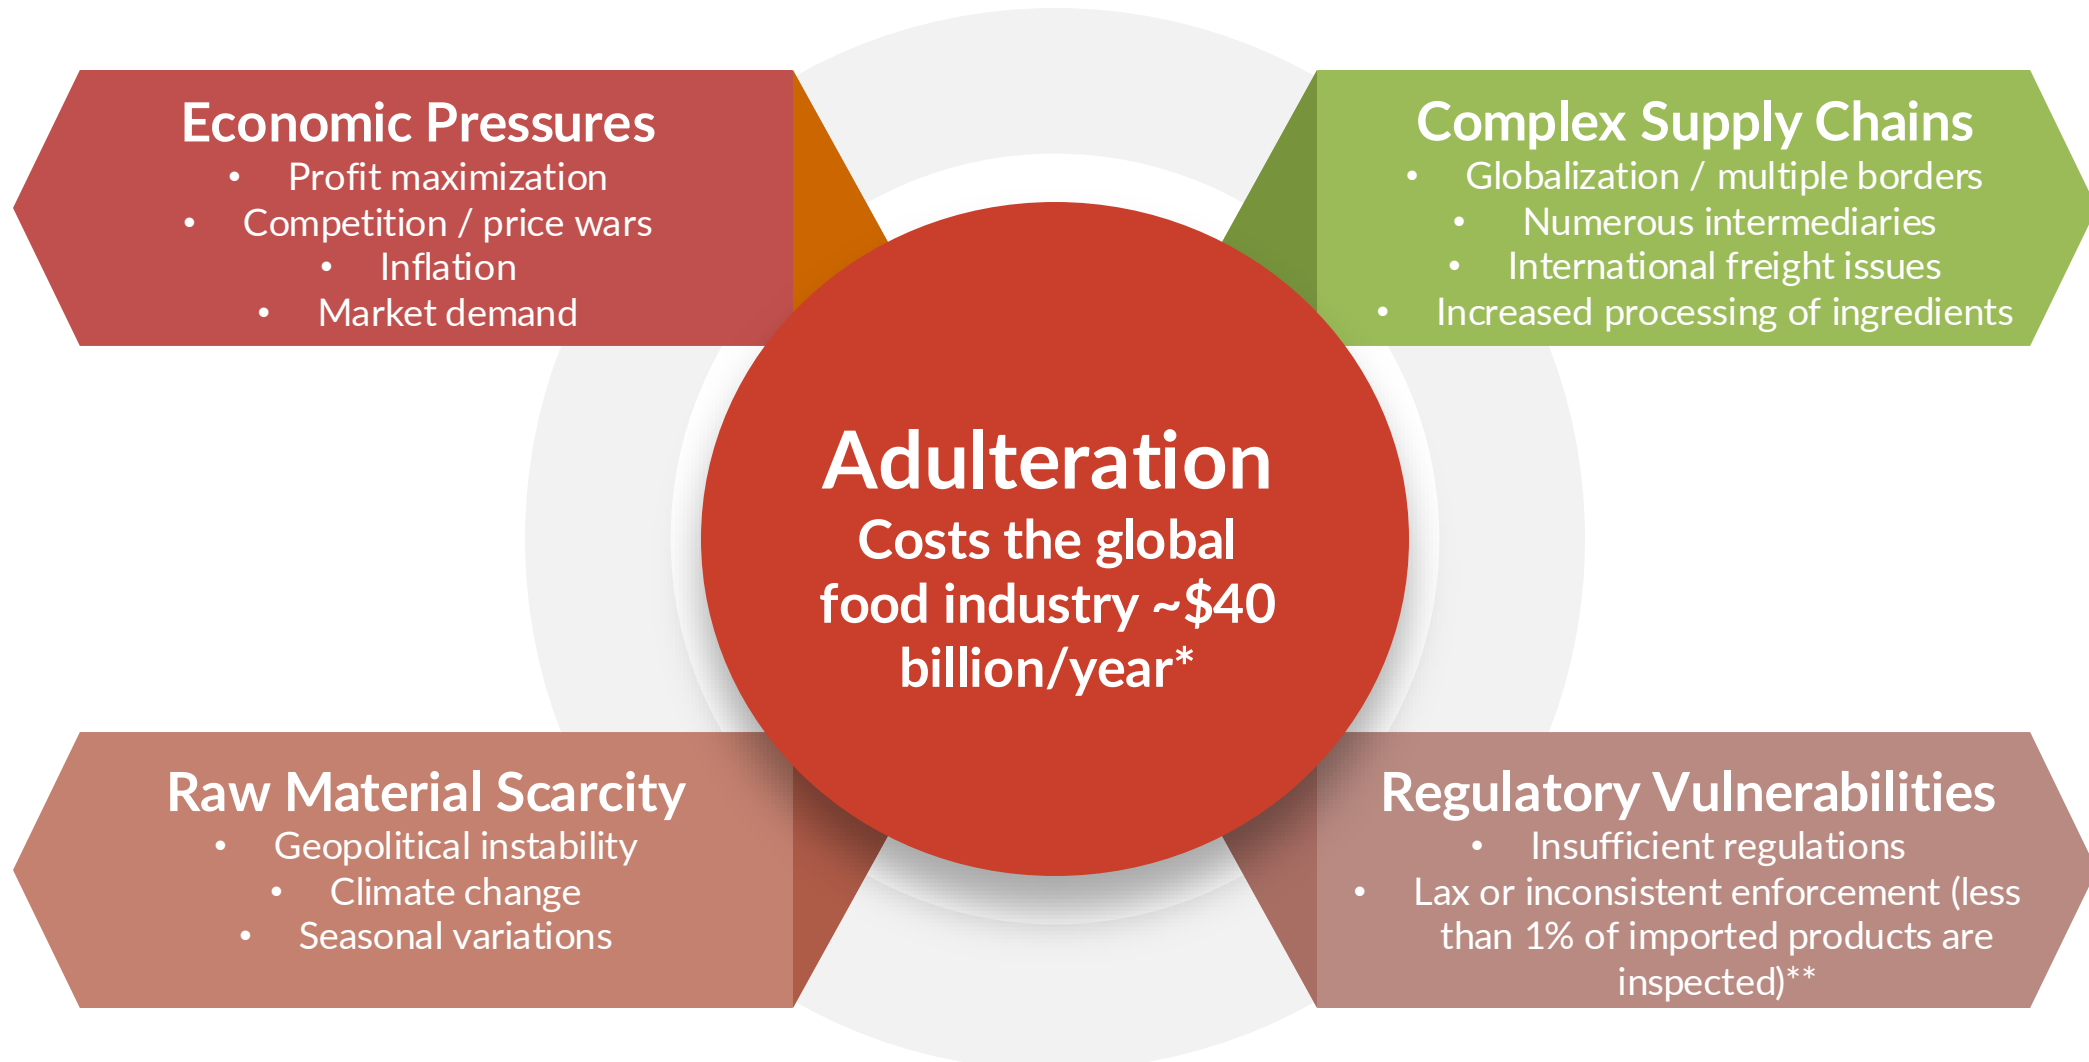 Economic Pressures
• Profit maximization
• Competition / price wars
• Inflation
• Market demand
Complex Supply Chains
• Globalization / multiple borders
• Numerous intermediaries
• International freight issues
• Increased processing of ingredients
Adulteration
Costs the global
food industry ~$40
billion/year*
Raw Material Scarcity
• Geopolitical instability
• Climate change
• Seasonal variations
Regulatory Vulnerabilities
• Insufficient regulations
• Lax or inconsistent enforcement (less
than 1% of imported products are
inspected)**